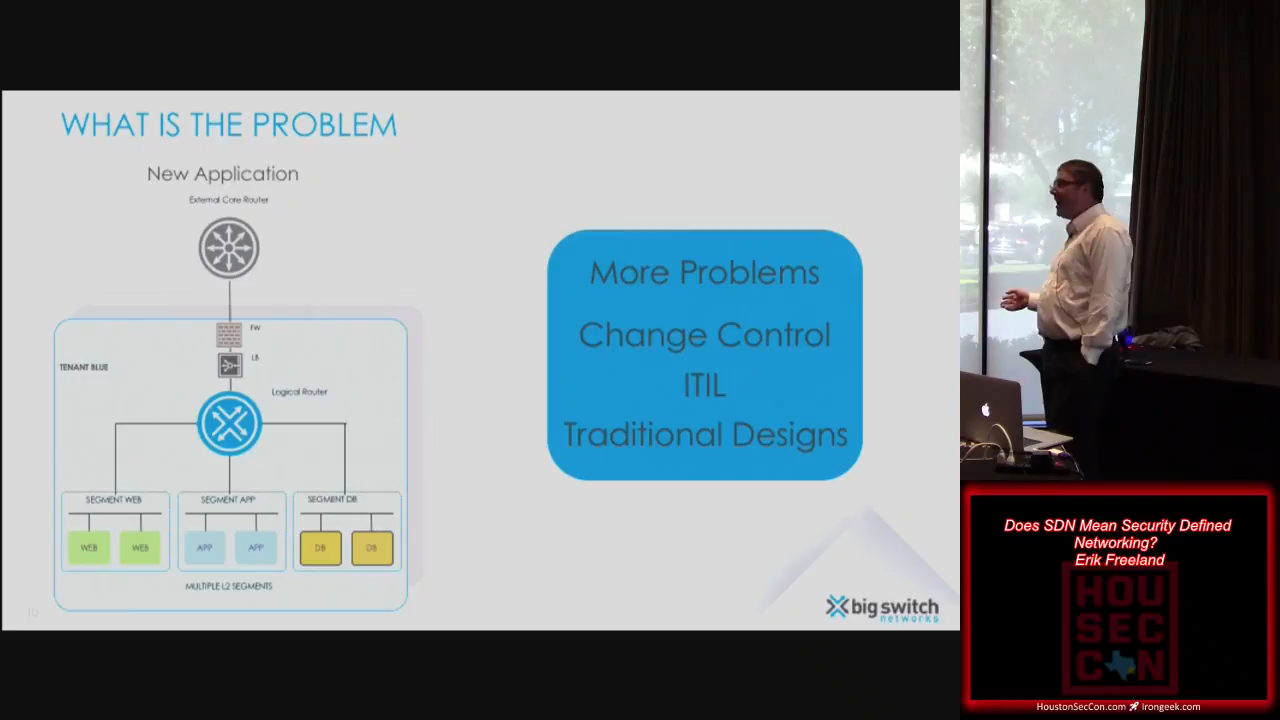 WHAT IS THE PROBLEM
New Application
External Core Router
FW
LB
TENANT BLUE
Logical Router
SEGMENT WEB
SEGMENT APP
SEGMENT DB
WEB
WEB
APP
APP
DB
DB
MULTIPLE L2 SEGMENTS
10
More Problems
Change Control
ITIL
Traditional Designs
big switch
networks
Does SDN Mean Security Defined
Networking?
Erik Freeland
HOU
SEC
CON
HoustonSecCon.com Irongeek.com